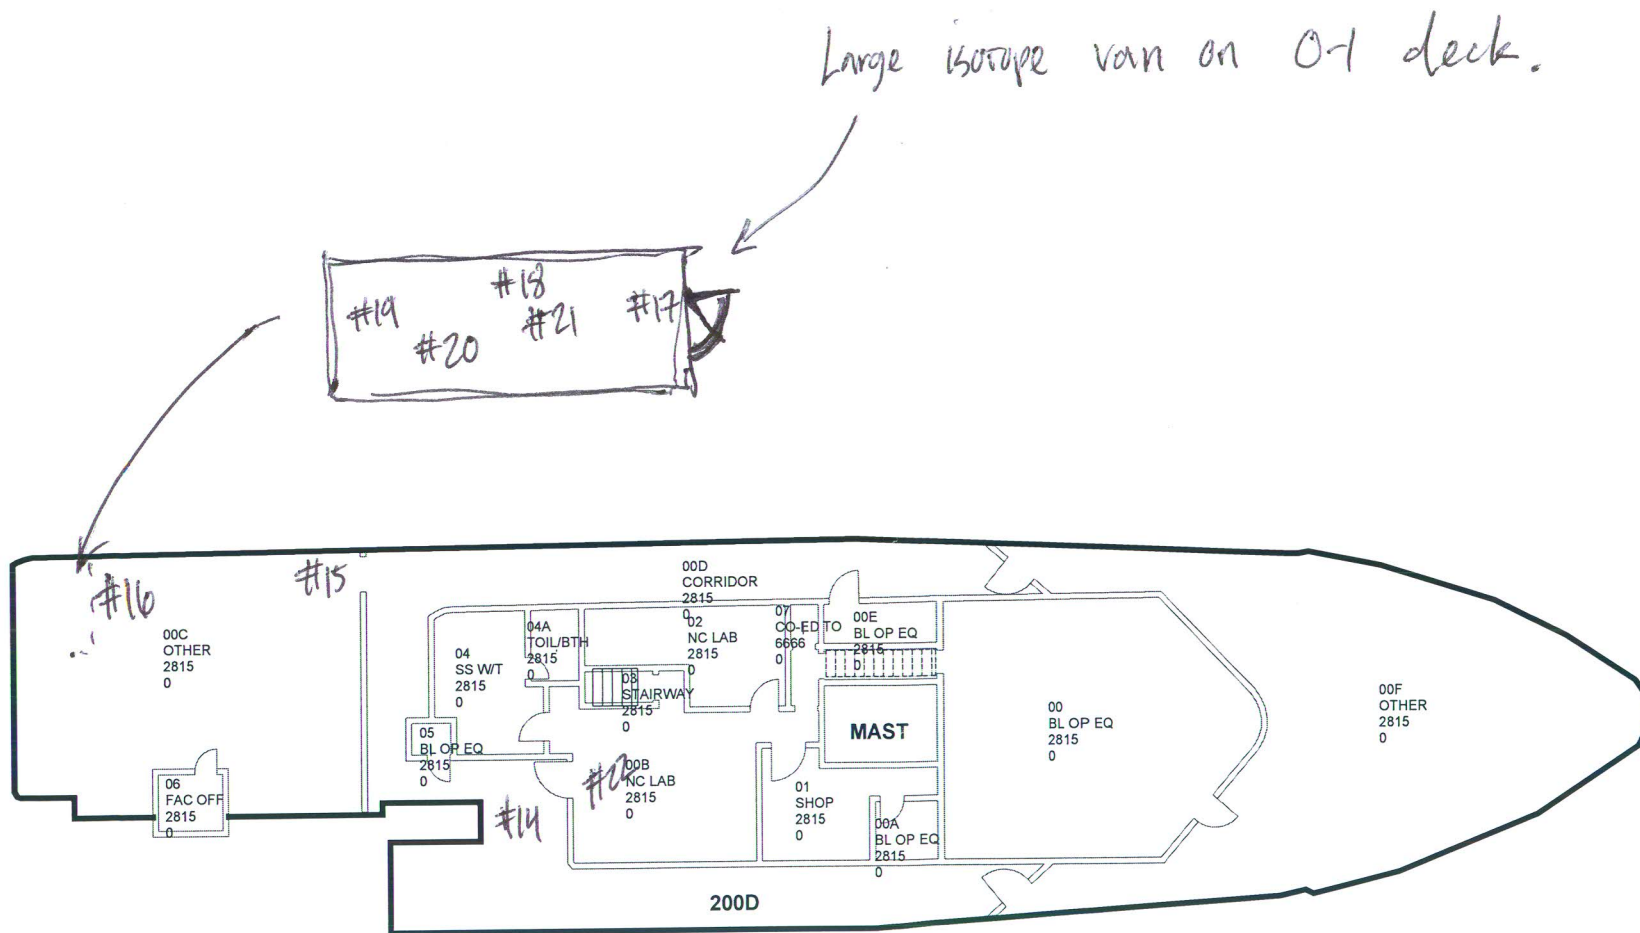 Large isotope van on O-1 deck.
#18
#19
#17
#21
#20
#16
#15
00D
CORRIDOR
2815
0
00C
OTHER
2815
0
04
SS W/T
2815
0
04A
TOIL/BTH
2815
0
02
NC LAB
2815
0
07
CO-ED TO
6666
0
00E
BL OP EQ
2815
0
03
STAIRWAY
2815
0
05
BL OP EQ
2815
0
MAST
00
BL OP EQ
2815
0
00F
OTHER
2815
0
06
FAC OFF
2815
0
#14
#22
00B
NC LAB
2815
0
01
SHOP
2815
0
00A
BL OP EQ
2815
0
200D